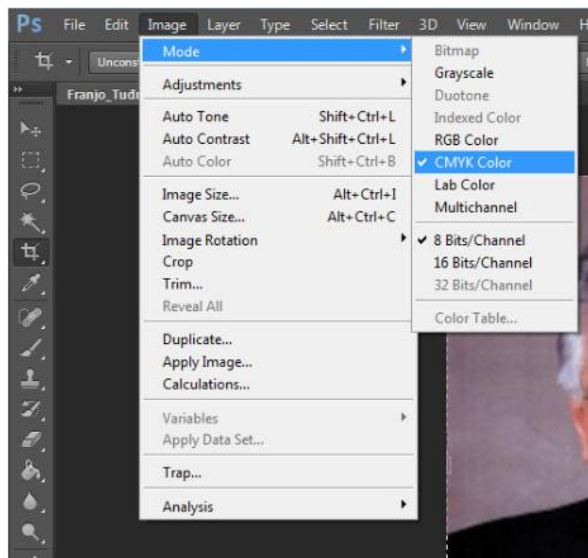 Ps File Edit Image Layer Type Select Filter 3D View Window
Mode
Adjustments
Auto Tone Shift+Ctrl+L
Auto Contrast Alt+Shift+Ctrl+L
Auto Color Shift+Ctrl+B
Image Size... Alt+Ctrl+I
Canvas Size... Alt+Ctrl+C
Image Rotation
Crop
Trim...
Reveal All
Duplicate...
Apply Image...
Calculations...
Variables
Apply Data Set...
Trap...
Analysis
Bitmap
Grayscale
Duotone
Indexed Color
RGB Color
CMYK Color
Lab Color
Multichannel
8 Bits/Channel
16 Bits/Channel
32 Bits/Channel
Color Table...